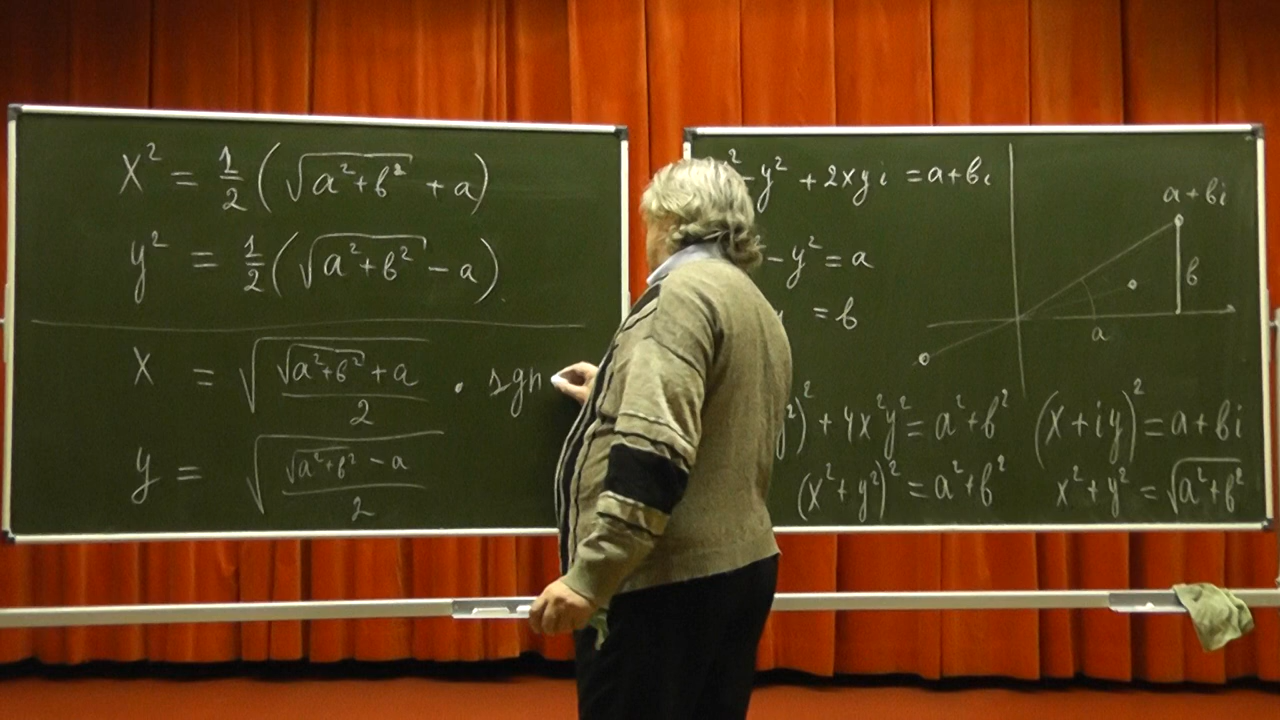 X² = 1/2 (√(a²+b²) + a)
y² = 1/2 (√(a²+b²) − a)
X = √((√(a²+b²) + a)/2) · sgn
y = √((√(a²+b²) − a)/2)
² − y² + 2xyi = a+bi
− y² = a
= b
y²)² + 4x²y² = a²+b²
(x²+y²)² = a²+b²
a+bi
b
a
(x+iy)² = a+bi
x²+y² = √(a²+b²)